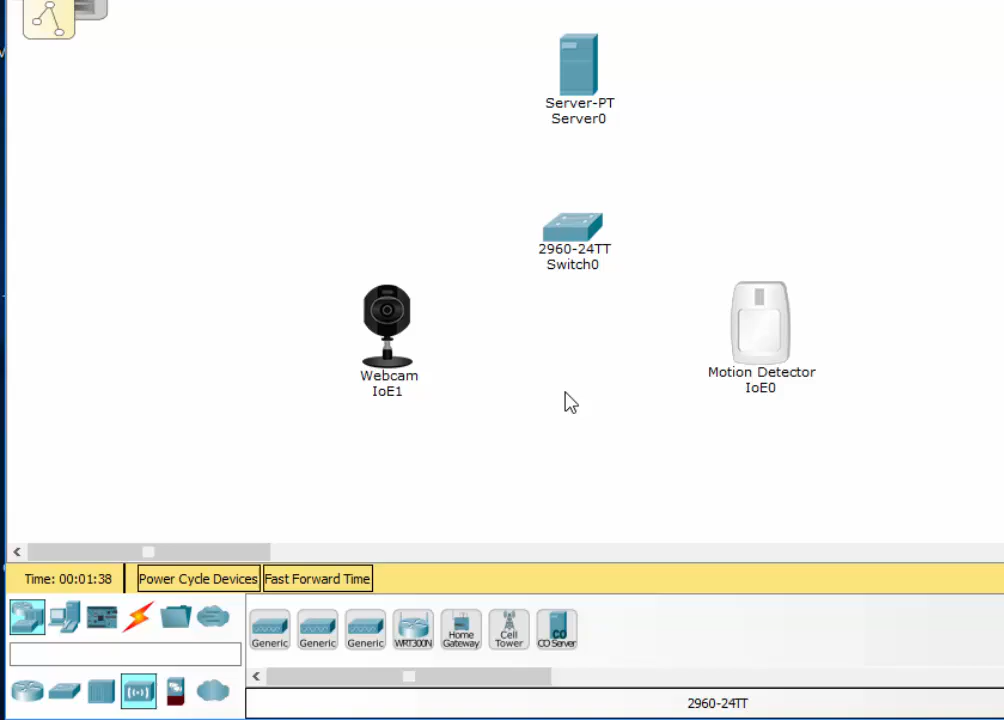 Server-PT
Server0
2960-24TT
Switch0
Webcam
IoE1
Motion Detector
IoE0
Time: 00:01:38
Power Cycle Devices
Fast Forward Time
Generic
Generic
Generic
WRT300N
Home
Gateway
Cell
Tower
CO
CO Server
2960-24TT